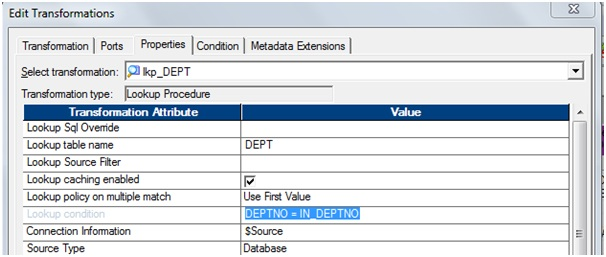 Edit Transformations
Transformation Ports Properties Condition Metadata Extensions
Select transformation: lkp_DEPT
Transformation type: Lookup Procedure
Transformation Attribute Value
Lookup Sql Override
Lookup table name DEPT
Lookup Source Filter
Lookup caching enabled
Lookup policy on multiple match Use First Value
Lookup condition DEPTNO = IN_DEPTNO
Connection Information $Source
Source Type Database